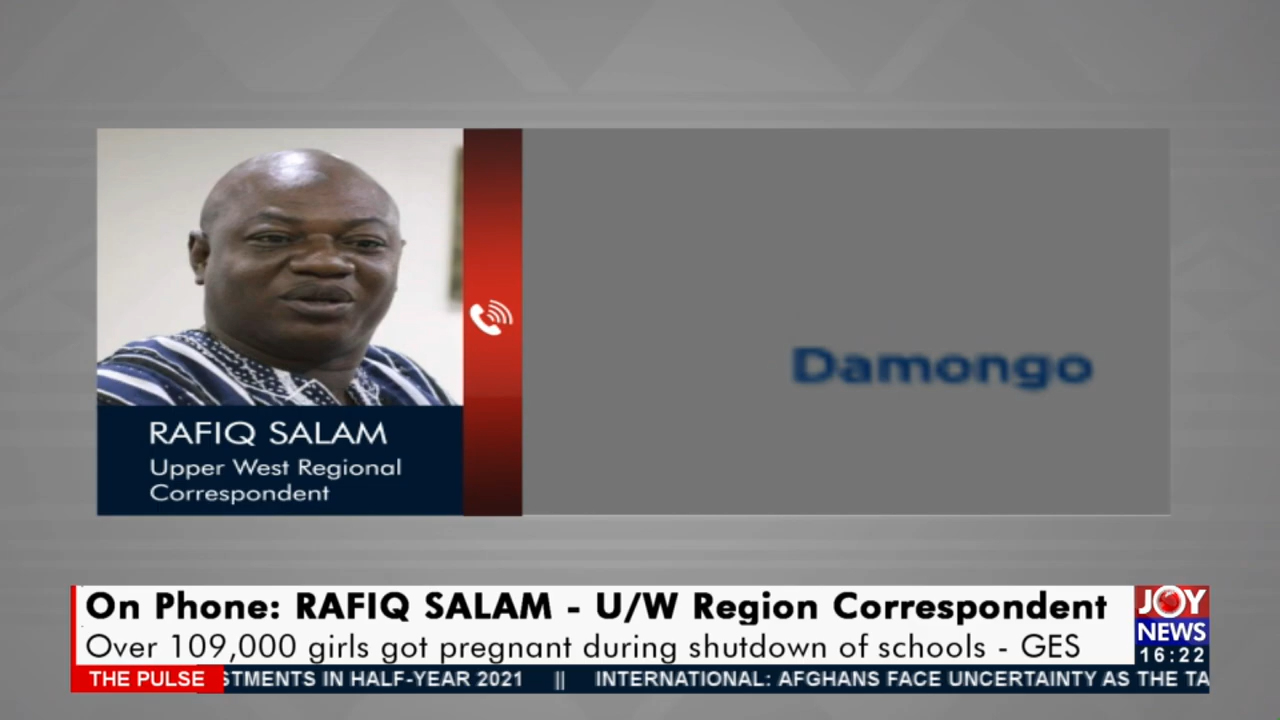 Damongo
RAFIQ SALAM
Upper West Regional
Correspondent
On Phone: RAFIQ SALAM - U/W Region Correspondent
Over 109,000 girls got pregnant during shutdown of schools - GES
JOY
NEWS
16:22
THE PULSE STMENTS IN HALF-YEAR 2021 || INTERNATIONAL: AFGHANS FACE UNCERTAINTY AS THE TA